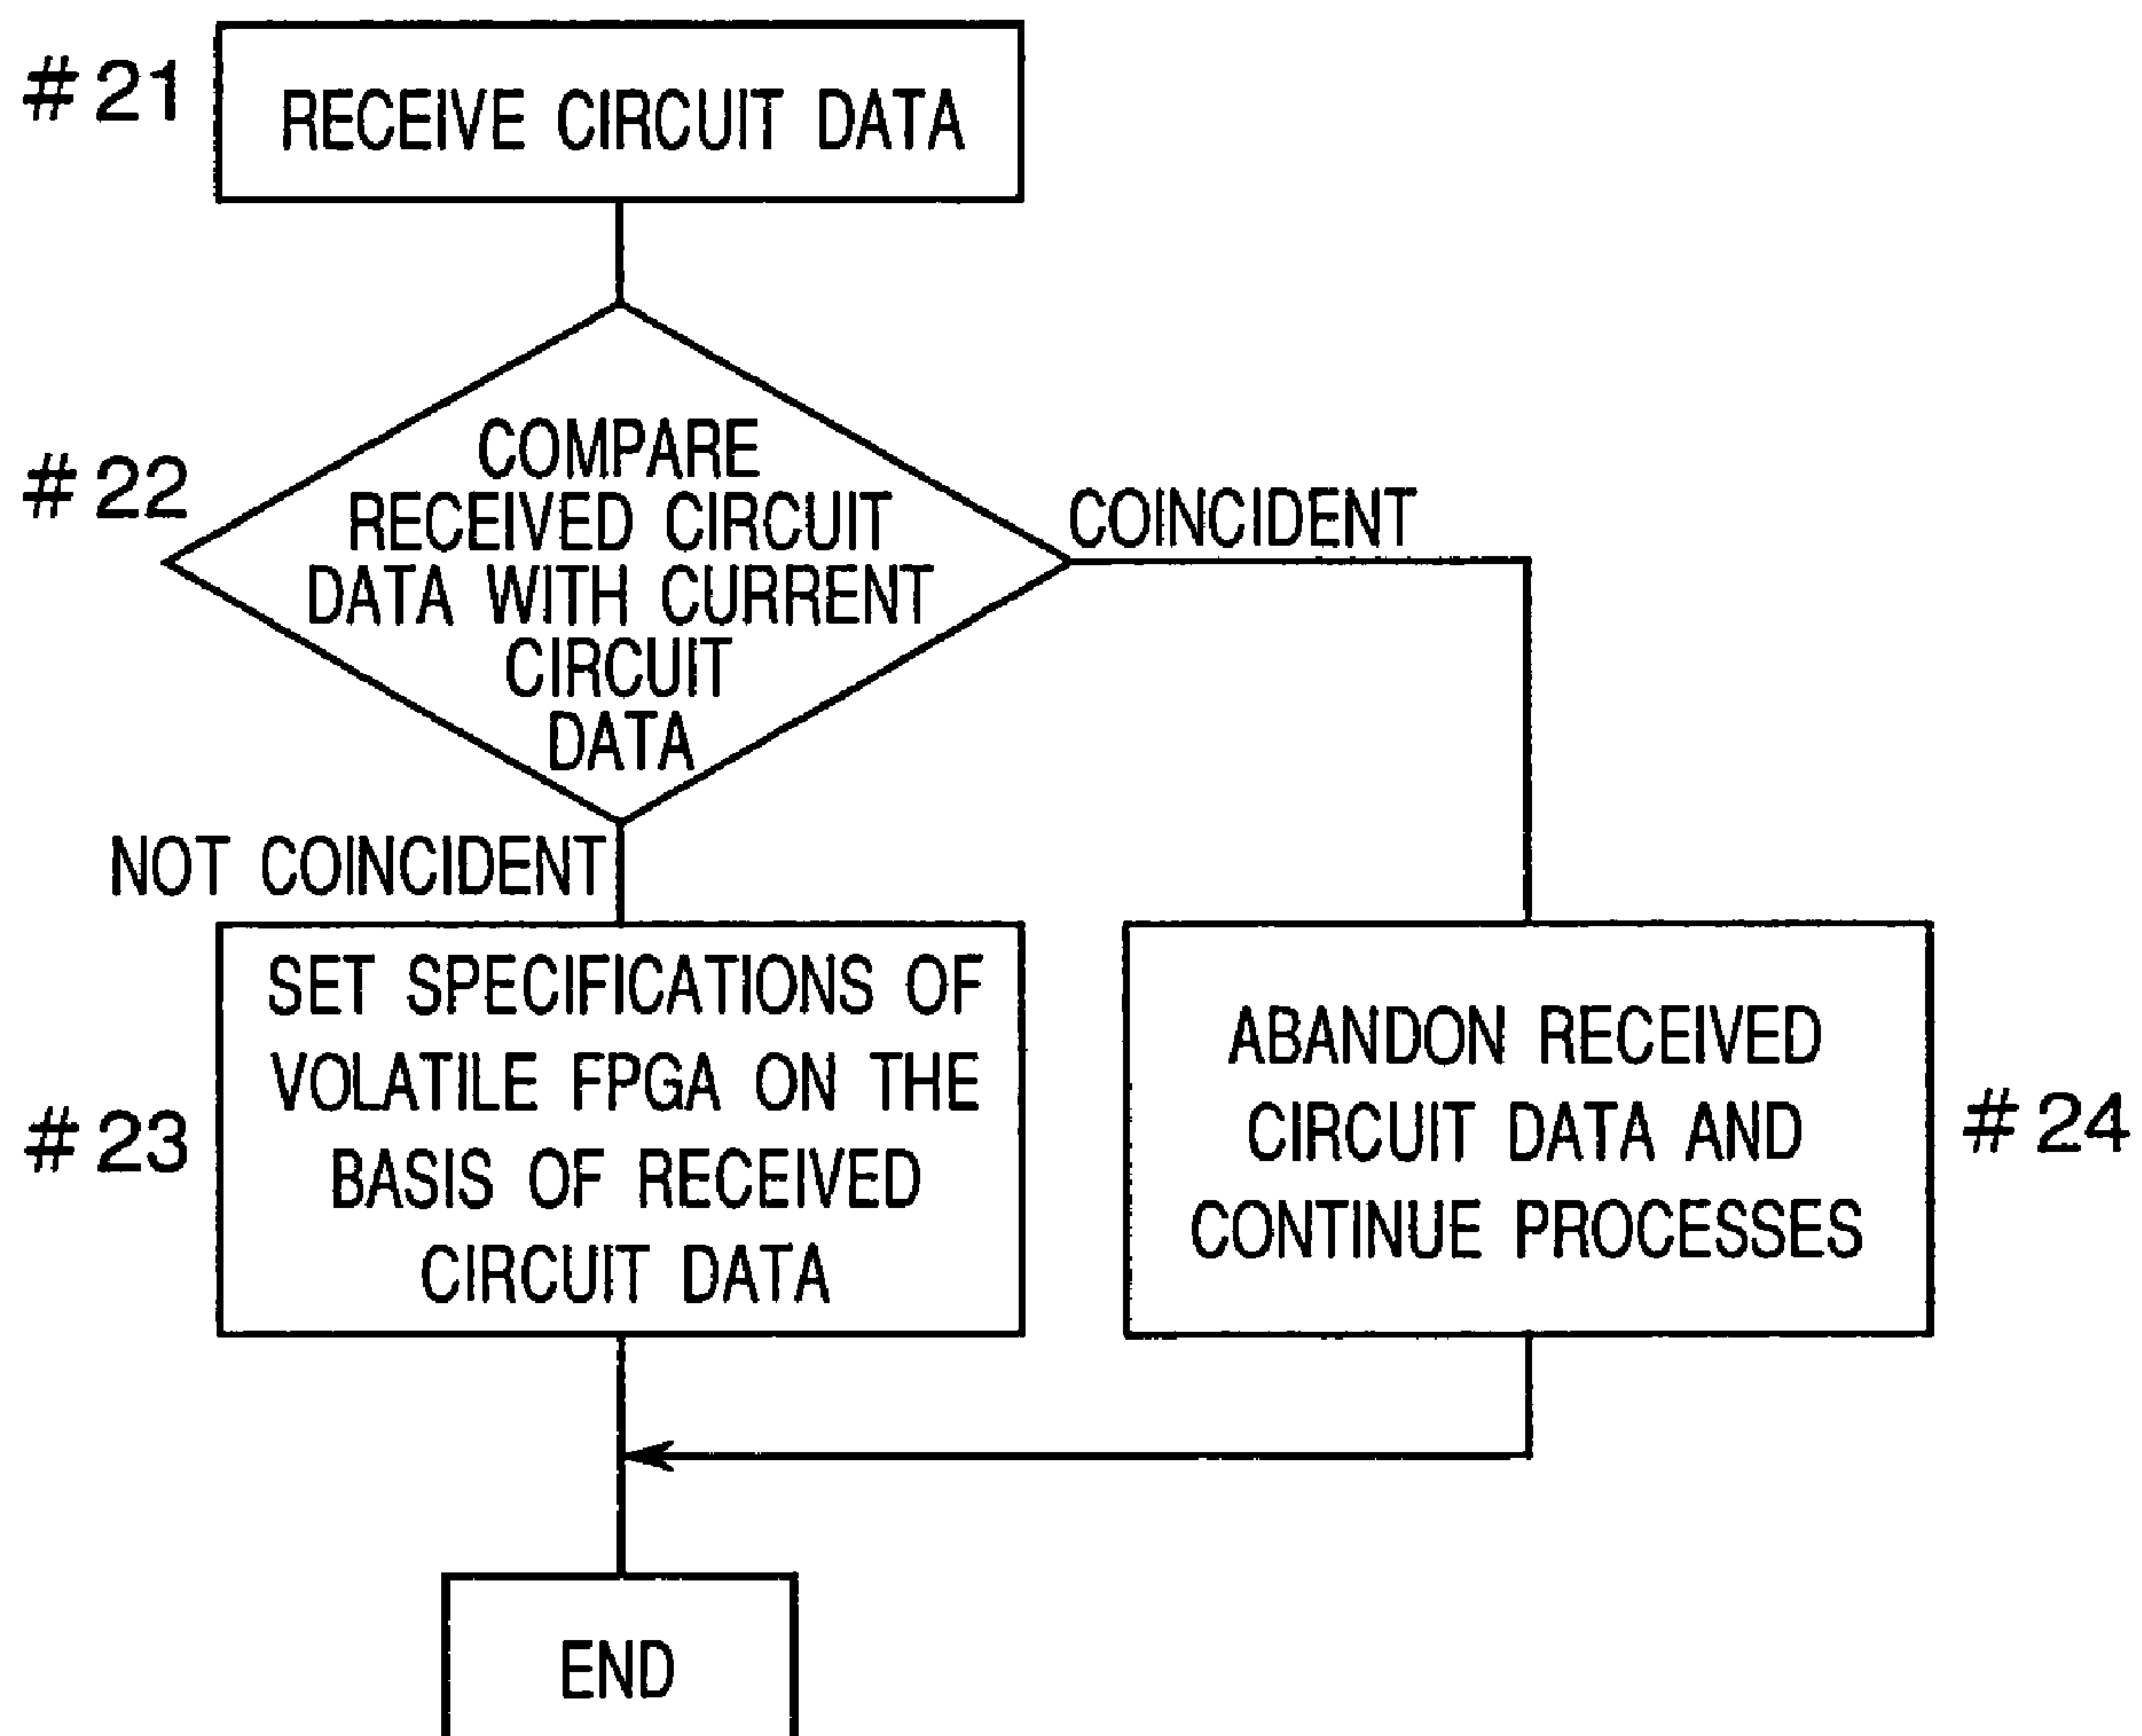 #21
RECEIVE CIRCUIT DATA
#22
COMPARE
RECEIVED CIRCUIT
DATA WITH CURRENT
CIRCUIT
DATA
COINCIDENT
NOT COINCIDENT
#23
SET SPECIFICATIONS OF
VOLATILE FPGA ON THE
BASIS OF RECEIVED
CIRCUIT DATA
ABANDON RECEIVED
CIRCUIT DATA AND
CONTINUE PROCESSES
#24
END